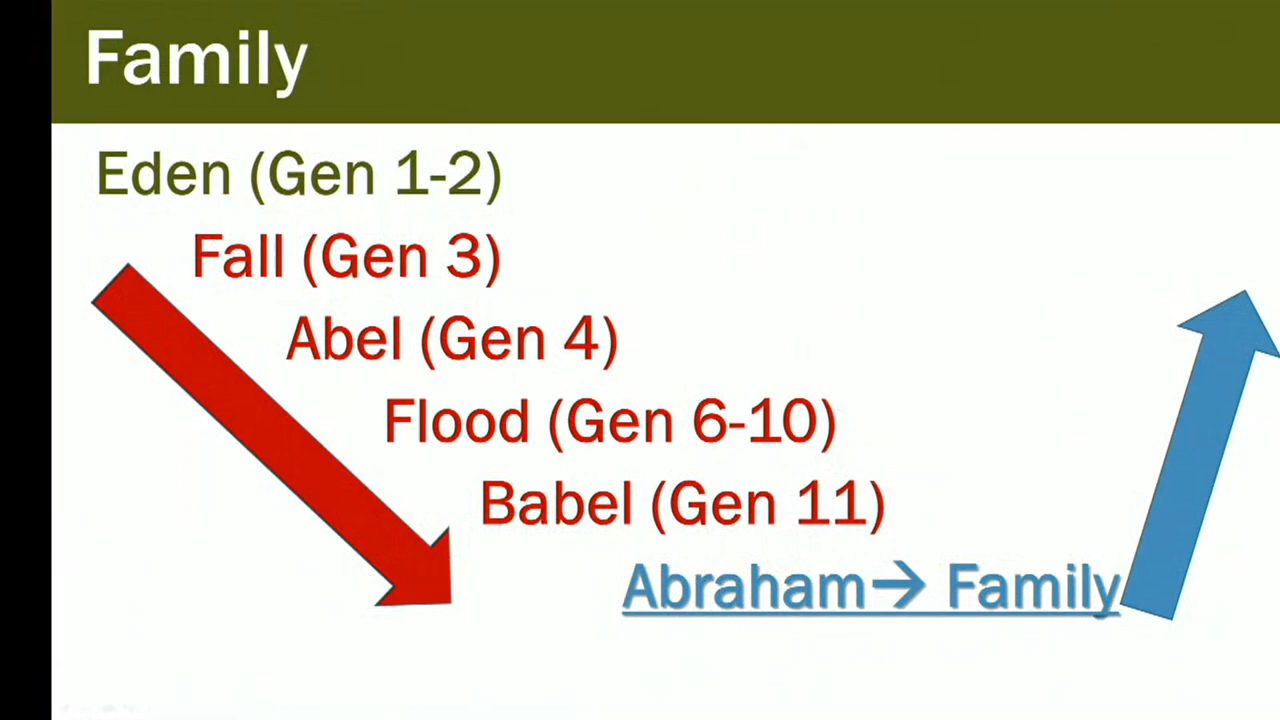 Family
Eden (Gen 1-2)
Fall (Gen 3)
Abel (Gen 4)
Flood (Gen 6-10)
Babel (Gen 11)
Abraham→ Family